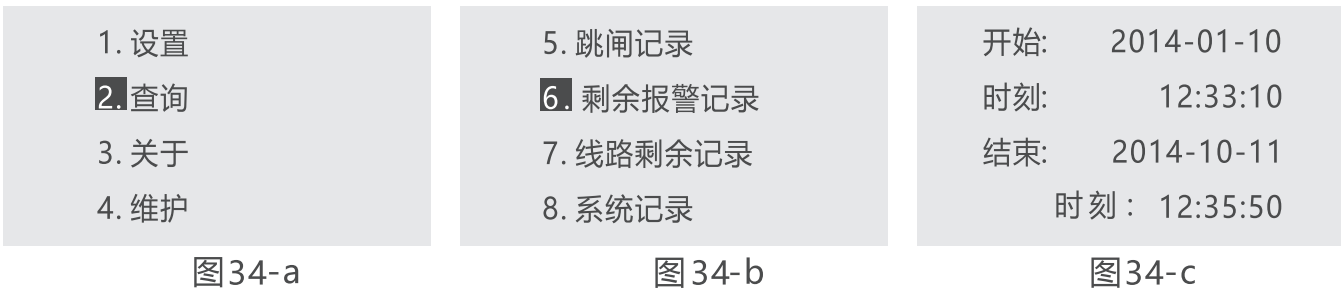 1. 设置
2. 查询
3. 关于
4. 维护
图34-a
5. 跳闸记录
6. 剩余报警记录
7. 线路剩余记录
8. 系统记录
图34-b
开始: 2014-01-10
时刻: 12:33:10
结束: 2014-10-11
时刻: 12:35:50
图34-c